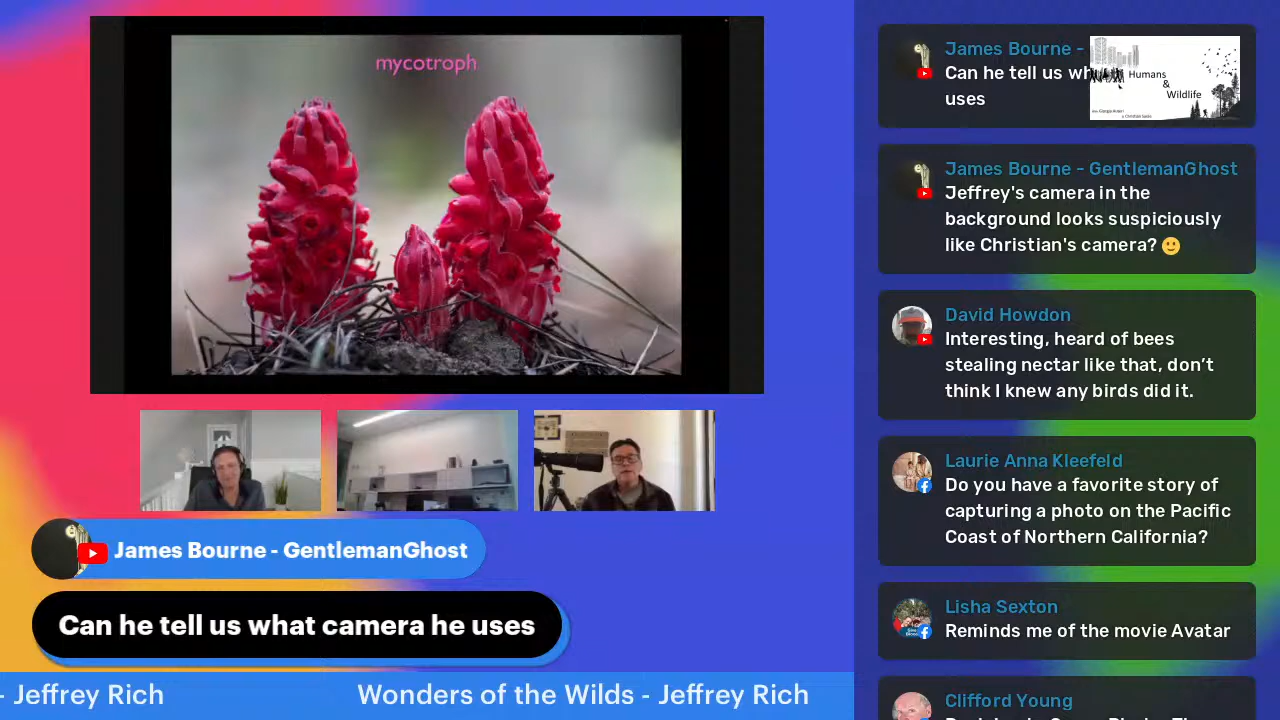 mycotroph
James Bourne - GentlemanGhost
Can he tell us what camera he uses
- Jeffrey Rich
Wonders of the Wilds - Jeffrey Rich
James Bourne -
Can he tell us
uses
Humans
&
Wildlife
James Bourne - GentlemanGhost
Jeffrey's camera in the
background looks suspiciously
like Christian's camera? 🙂
David Howdon
Interesting, heard of bees
stealing nectar like that, don’t
think I knew any birds did it.
Laurie Anna Kleefeld
Do you have a favorite story of
capturing a photo on the Pacific
Coast of Northern California?
Lisha Sexton
Reminds me of the movie Avatar
Clifford Young